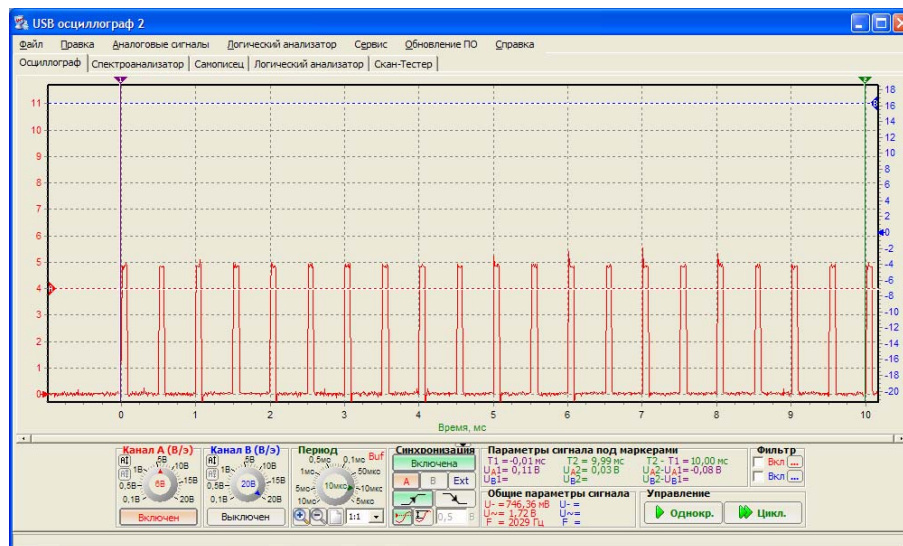 USB осциллограф 2
Файл Правка Аналоговые сигналы Логический анализатор Сервис Обновление ПО Справка
Осциллограф Спектроанализатор Самописец Логический анализатор Скан-Тестер
1 2
11 10 9 8 7 6 5 4 3 2 1 0
18 16 14 12 10 8 6 4 2 0 -2 -4 -6 -8 -10 -12 -14 -16 -18 -20
0 1 2 3 4 5 6 7 8 9 10
Время, мс
Канал А (В/э)
5В
1В 10В
0,5В 6В 15В
0,1В 20В
Включен
Канал В (В/э)
5В
1В 10В
0,5В 20В 15В
0,1В 20В
Выключен
Период
0,5мс 0,1мс Buf
1мс 50мкс
5мс 10мкс 10мкс
10мс 5мкс
1:1
Синхронизация
Включена
A B Ext
0,5 В
Параметры сигнала под маркерами
T1 = -0,01 мс T2 = 9,99 мс T2 - T1 = 10,00 мс
UA1= 0,11 В UA2= 0,03 В UA2-UA1= -0,08 В
UB1= UB2= UB2-UB1=
Общие параметры сигнала
U- = 746,36 мВ U- =
U~= 1,72 В U~=
F = 2029 Гц F =
Фильтр
Вкл ...
Вкл ...
Управление
Однокр. Цикл.